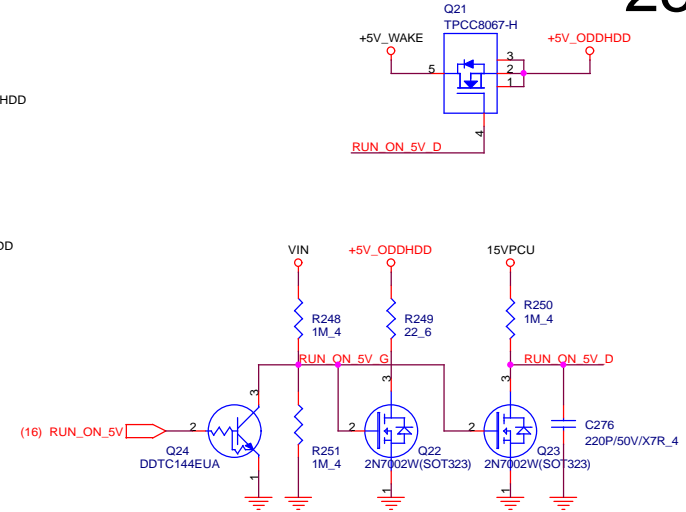 Q21
TPCC8067-H
+5V_WAKE
+5V_ODDHDD
5
3
2
1
4
RUN_ON_5V_D
HDD
VIN
+5V_ODDHDD
15VPCU
R248
1M_4
R249
22_6
R250
1M_4
RUN_ON_5V_G
RUN_ON_5V_D
3
3
3
(16) RUN_ON_5V
2
2
2
Q24
DDTC144EUA
R251
1M_4
Q22
2N7002W(SOT323)
Q23
2N7002W(SOT323)
C276
220P/50V/X7R_4
1
1
1